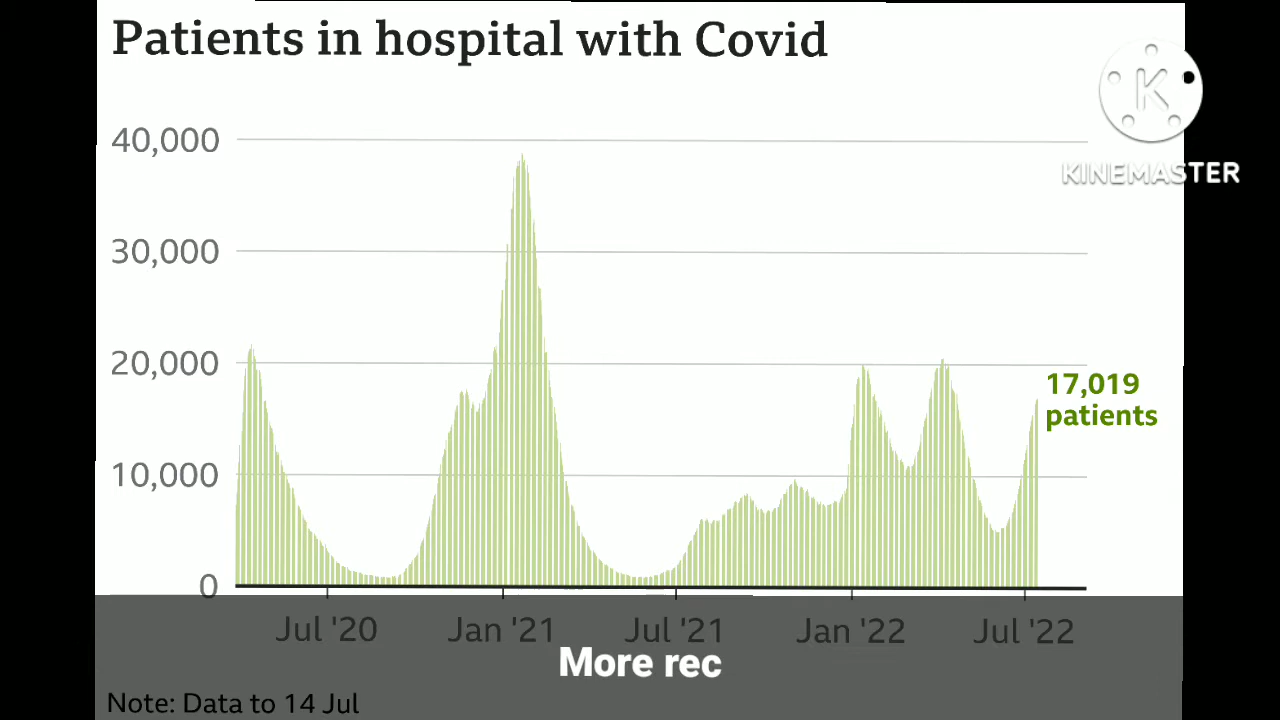 Patients in hospital with Covid
40,000
30,000
20,000
10,000
0
17,019
patients
Jul '20 Jan '21 Jul '21 Jan '22 Jul '22
More rec
Note: Data to 14 Jul
K
KINEMASTER